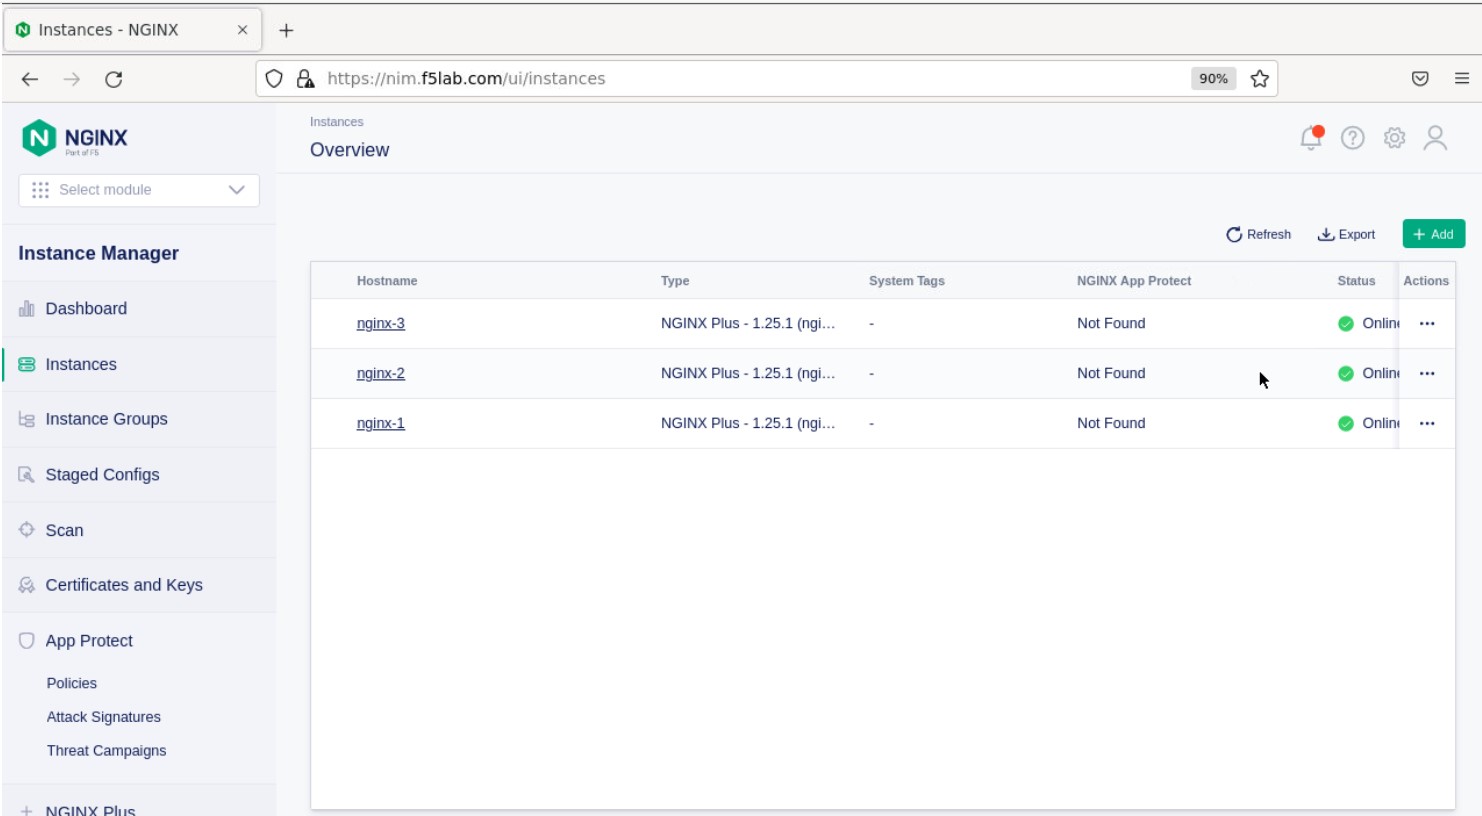 Instances - NGINX
https://nim.f5lab.com/ui/instances
90%
NGINX
Part of F5
Select module
Instance Manager
Dashboard
Instances
Instance Groups
Staged Configs
Scan
Certificates and Keys
App Protect
Policies
Attack Signatures
Threat Campaigns
NGINX Plus
Instances
Overview
Refresh Export + Add
Hostname Type System Tags NGINX App Protect Status Actions
nginx-3 NGINX Plus - 1.25.1 (ngi... - Not Found Online ...
nginx-2 NGINX Plus - 1.25.1 (ngi... - Not Found Online ...
nginx-1 NGINX Plus - 1.25.1 (ngi... - Not Found Online ...